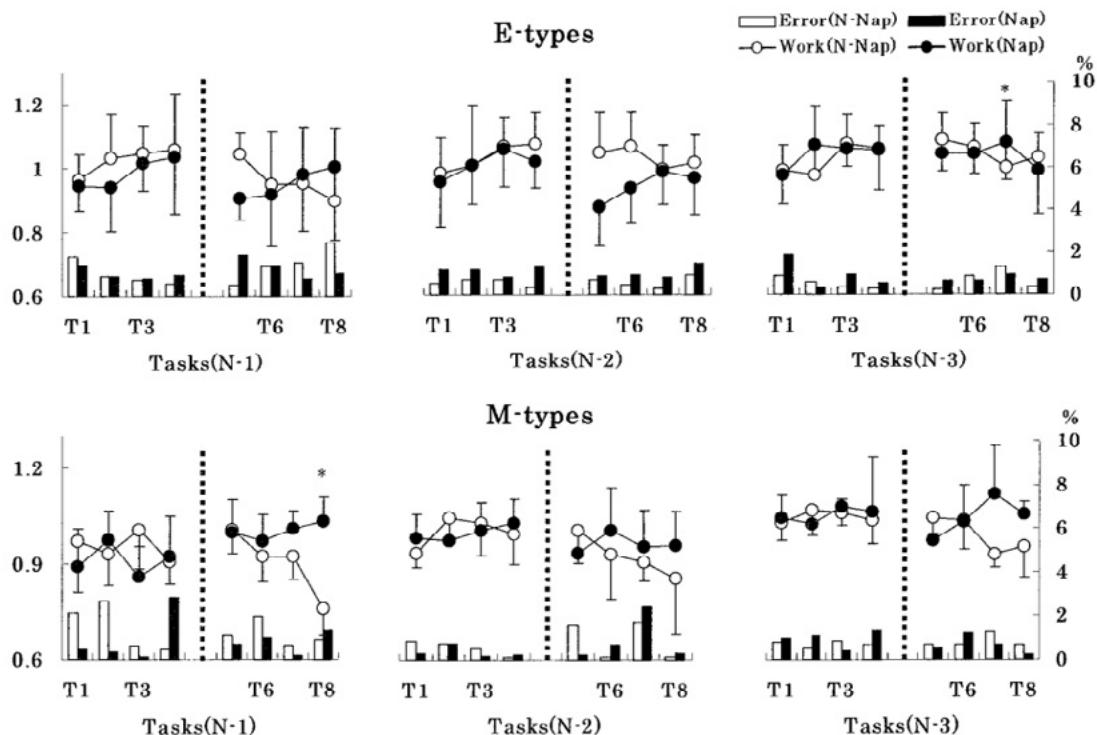 Error(N-Nap) Error(Nap)
E-types
Work(N-Nap) Work(Nap)
%
1.2
1
0.8
0.6
10
8
*
6
4
2
0
T1 T3 T6 T8 T1 T3 T6 T8 T1 T3 T6 T8
Tasks(N-1) Tasks(N-2) Tasks(N-3)
M-types
%
1.2
0.9
0.6
*
10
8
6
4
2
0
T1 T3 T6 T8 T1 T3 T6 T8 T1 T3 T6 T8
Tasks(N-1) Tasks(N-2) Tasks(N-3)